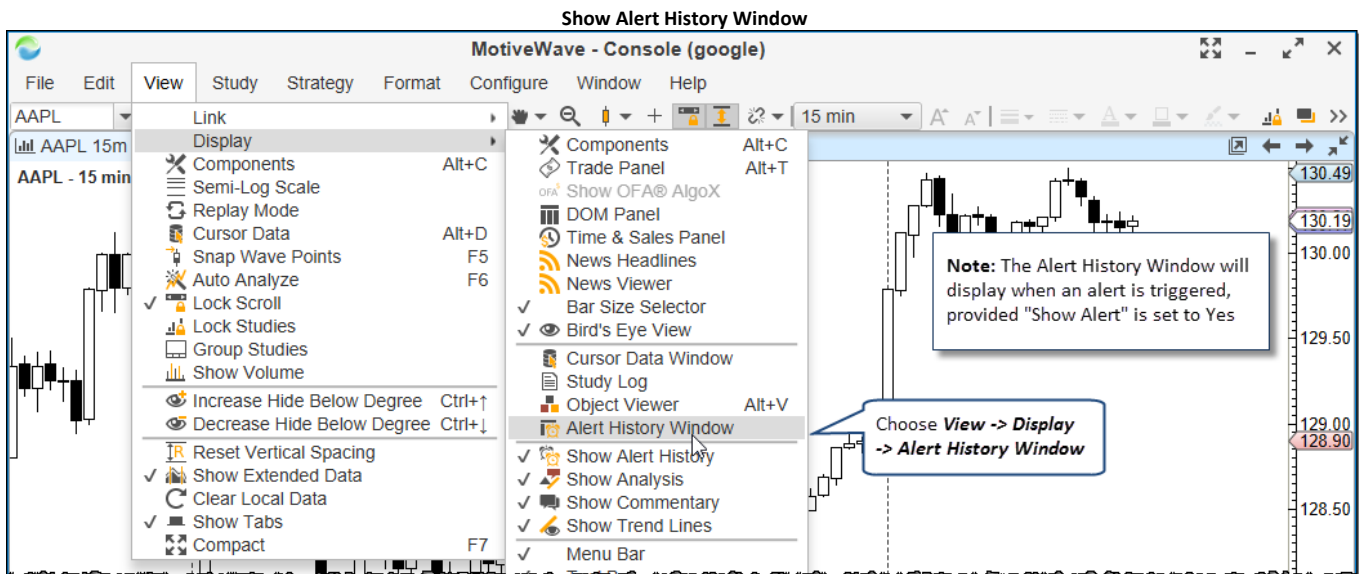 Show Alert History Window
MotiveWave - Console (google)
File Edit View Study Strategy Format Configure Window Help
AAPL
15 min
AAPL 15m
AAPL - 15 min
Link
Display
Components Alt+C
Semi-Log Scale
Replay Mode
Cursor Data Alt+D
Snap Wave Points F5
Auto Analyze F6
Lock Scroll
Lock Studies
Group Studies
Show Volume
Increase Hide Below Degree Ctrl+↑
Decrease Hide Below Degree Ctrl+↓
Reset Vertical Spacing
Show Extended Data
Clear Local Data
Show Tabs
Compact F7
Components Alt+C
Trade Panel Alt+T
OFA Show OFA® AlgoX
DOM Panel
Time & Sales Panel
News Headlines
News Viewer
Bar Size Selector
Bird's Eye View
Cursor Data Window
Study Log
Object Viewer Alt+V
Alert History Window
Show Alert History
Show Analysis
Show Commentary
Show Trend Lines
Menu Bar
Note: The Alert History Window will
display when an alert is triggered,
provided "Show Alert" is set to Yes
Choose View -> Display
-> Alert History Window
130.49
130.19
130.00
129.50
129.00
128.90
128.50